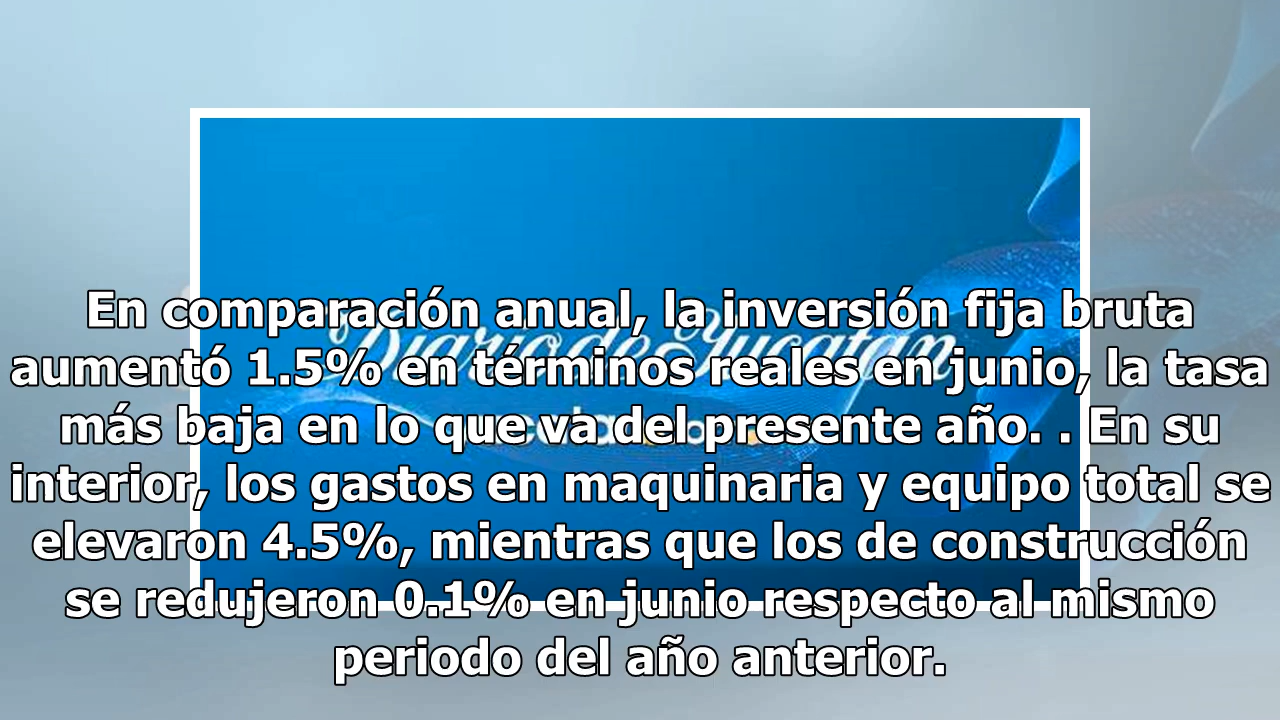 En comparación anual, la inversión fija bruta
Diario de Yucatán
aumentó 1.5% en términos reales en junio, la tasa
más baja en lo que va del presente año. . En su
interior, los gastos en maquinaria y equipo total se
elevaron 4.5%, mientras que los de construcción
se redujeron 0.1% en junio respecto al mismo
periodo del año anterior.